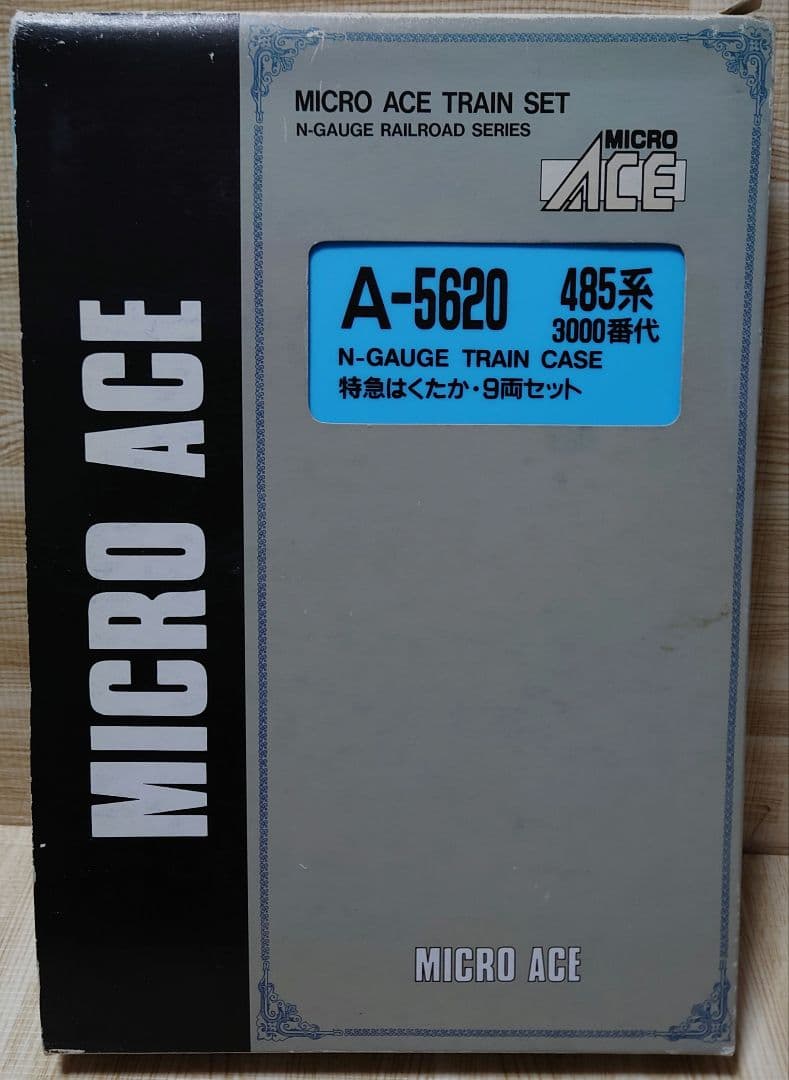 MICRO ACE
MICRO ACE TRAIN SET
N-GAUGE RAILROAD SERIES
MICRO
ACE
A-5620 485系
3000番代
N-GAUGE TRAIN CASE
特急はくたか・9両セット
MICRO ACE